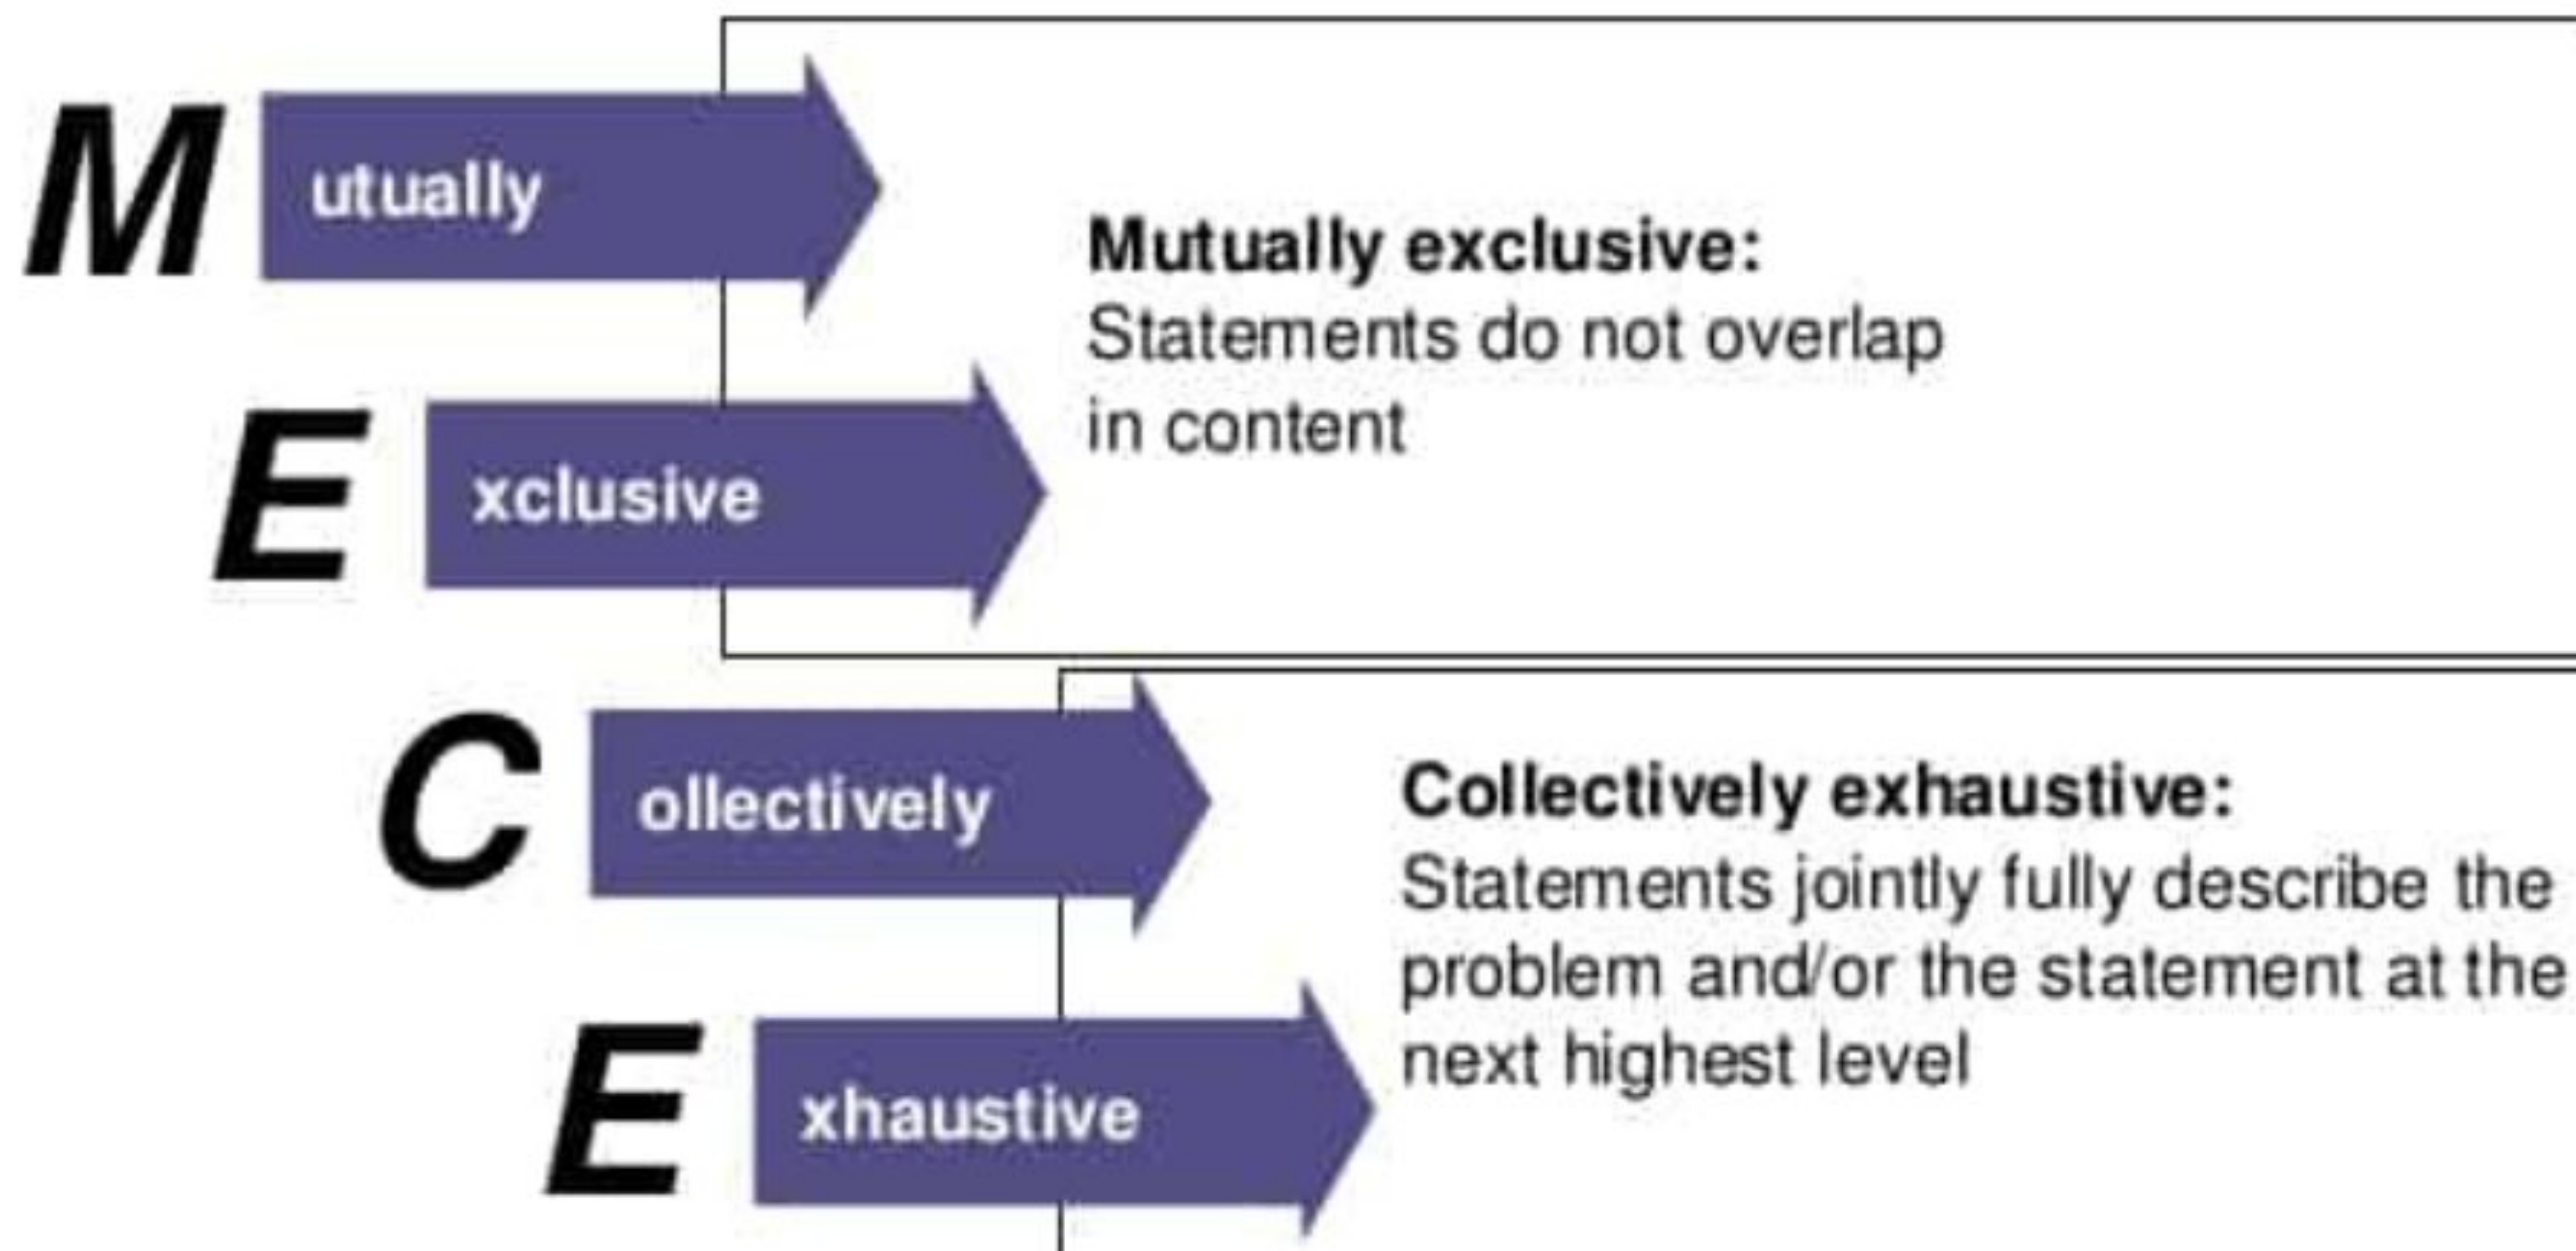 M utually
E xclusive
Mutually exclusive:
Statements do not overlap
in content
C ollectively
E xhaustive
Collectively exhaustive:
Statements jointly fully describe the
problem and/or the statement at the
next highest level